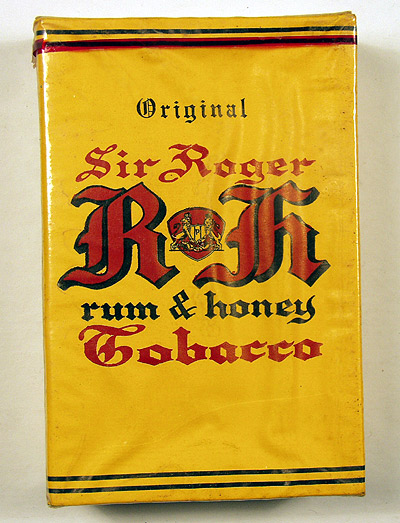 Original
Sir Roger
R H
rum & honey
Tobacco